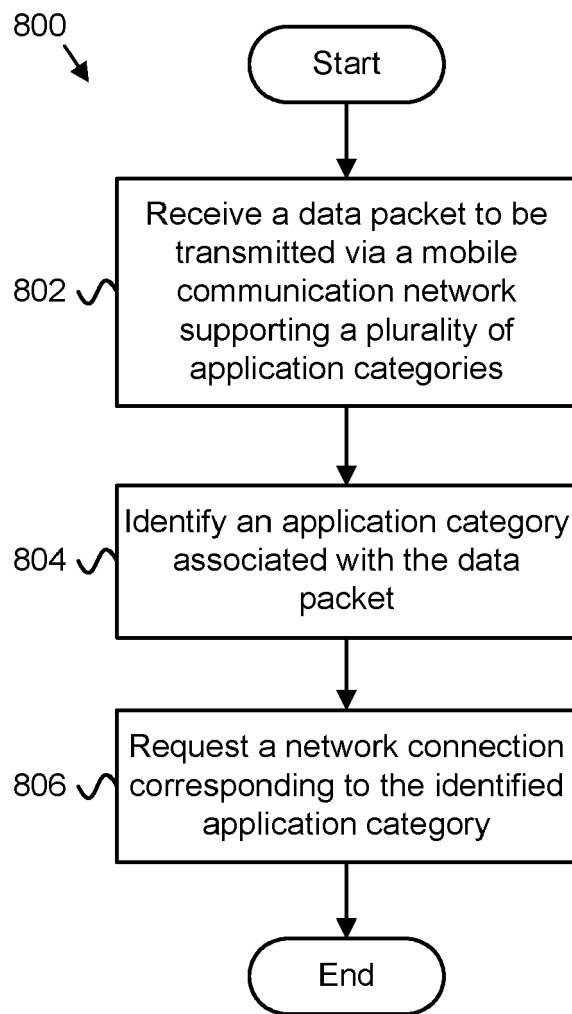 800
Start
Receive a data packet to be
transmitted via a mobile
communication network
supporting a plurality of
application categories
802
Identify an application category
associated with the data
packet
804
Request a network connection
corresponding to the identified
application category
806
End